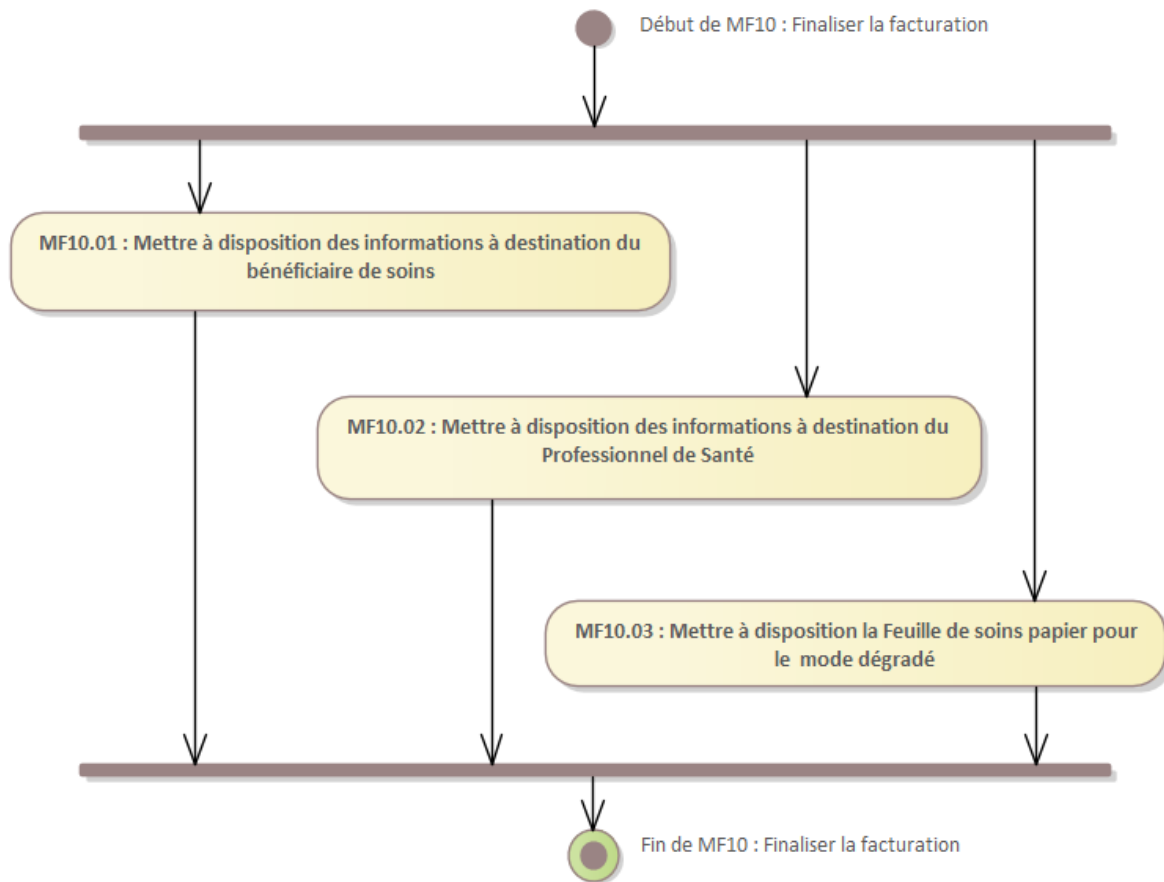 Début de MF10 : Finaliser la facturation
MF10.01 : Mettre à disposition des informations à destination du
bénéficiaire de soins
MF10.02 : Mettre à disposition des informations à destination du
Professionnel de Santé
MF10.03 : Mettre à disposition la Feuille de soins papier pour
le  mode dégradé
Fin de MF10 : Finaliser la facturation